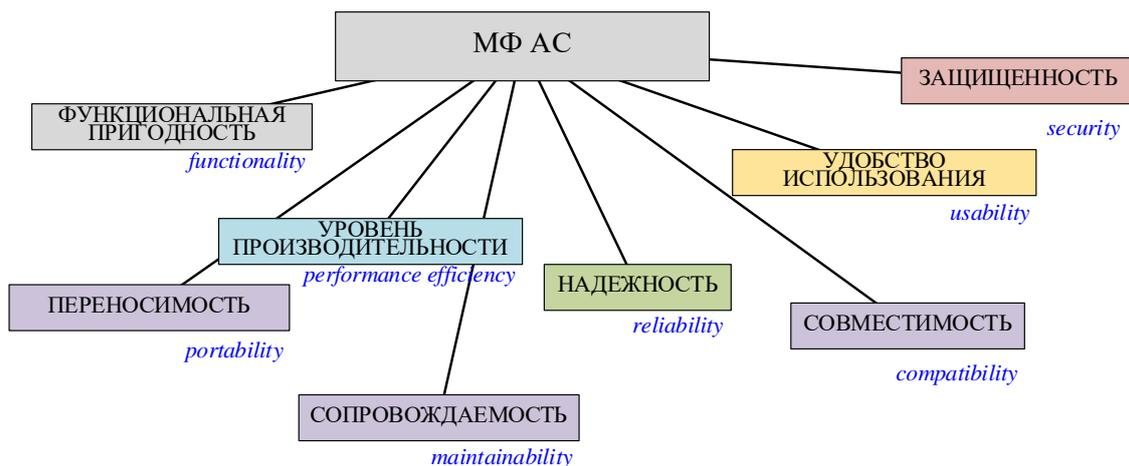 МФ АС
ЗАЩИЩЕННОСТЬ
security
ФУНКЦИОНАЛЬНАЯ
ПРИГОДНОСТЬ
functionality
УДОБСТВО
ИСПОЛЬЗОВАНИЯ
usability
УРОВЕНЬ
ПРОИЗВОДИТЕЛЬНОСТИ
performance efficiency
НАДЕЖНОСТЬ
reliability
ПЕРЕНОСИМОСТЬ
portability
СОВМЕСТИМОСТЬ
compatibility
СОПРОВОЖДАЕМОСТЬ
maintainability